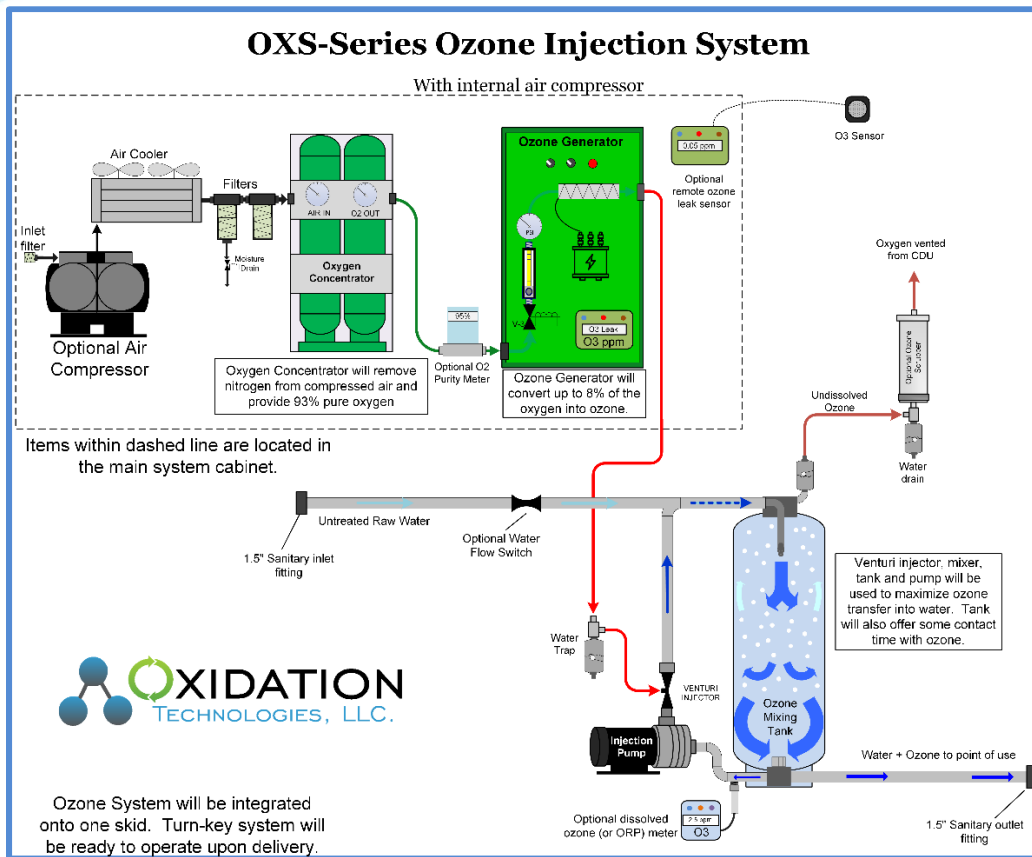 OXS-Series Ozone Injection System
With internal air compressor
Air Cooler
Filters
Inlet
filter
Moisture
Drain
Optional Air
Compressor
AIR IN
O2 OUT
Oxygen
Concentrator
Oxygen Concentrator will remove
nitrogen from compressed air and
provide 93% pure oxygen
95%
Optional O2
Purity Meter
Ozone Generator
PSI
O3 Leak
O3 ppm
Ozone Generator will
convert up to 8% of the
oxygen into ozone.
0.05 ppm
Optional
remote ozone
leak sensor
O3 Sensor
Items within dashed line are located in
the main system cabinet.
Oxygen vented
from CDU
Optional Ozone
Scrubber
Undissolved
Ozone
Water
drain
Untreated Raw Water
Optional Water
Flow Switch
1.5" Sanitary inlet
fitting
Venturi injector, mixer,
tank and pump will be
used to maximize ozone
transfer into water. Tank
will also offer some contact
time with ozone.
Water
Trap
VENTURI
INJECTOR
Injection
Pump
Ozone
Mixing
Tank
Water + Ozone to point of use
1.5" Sanitary outlet
fitting
Optional dissolved
ozone (or ORP) meter
2.5 ppm
O3
OXIDATION
TECHNOLOGIES, LLC.
Ozone System will be integrated
onto one skid. Turn-key system will
be ready to operate upon delivery.